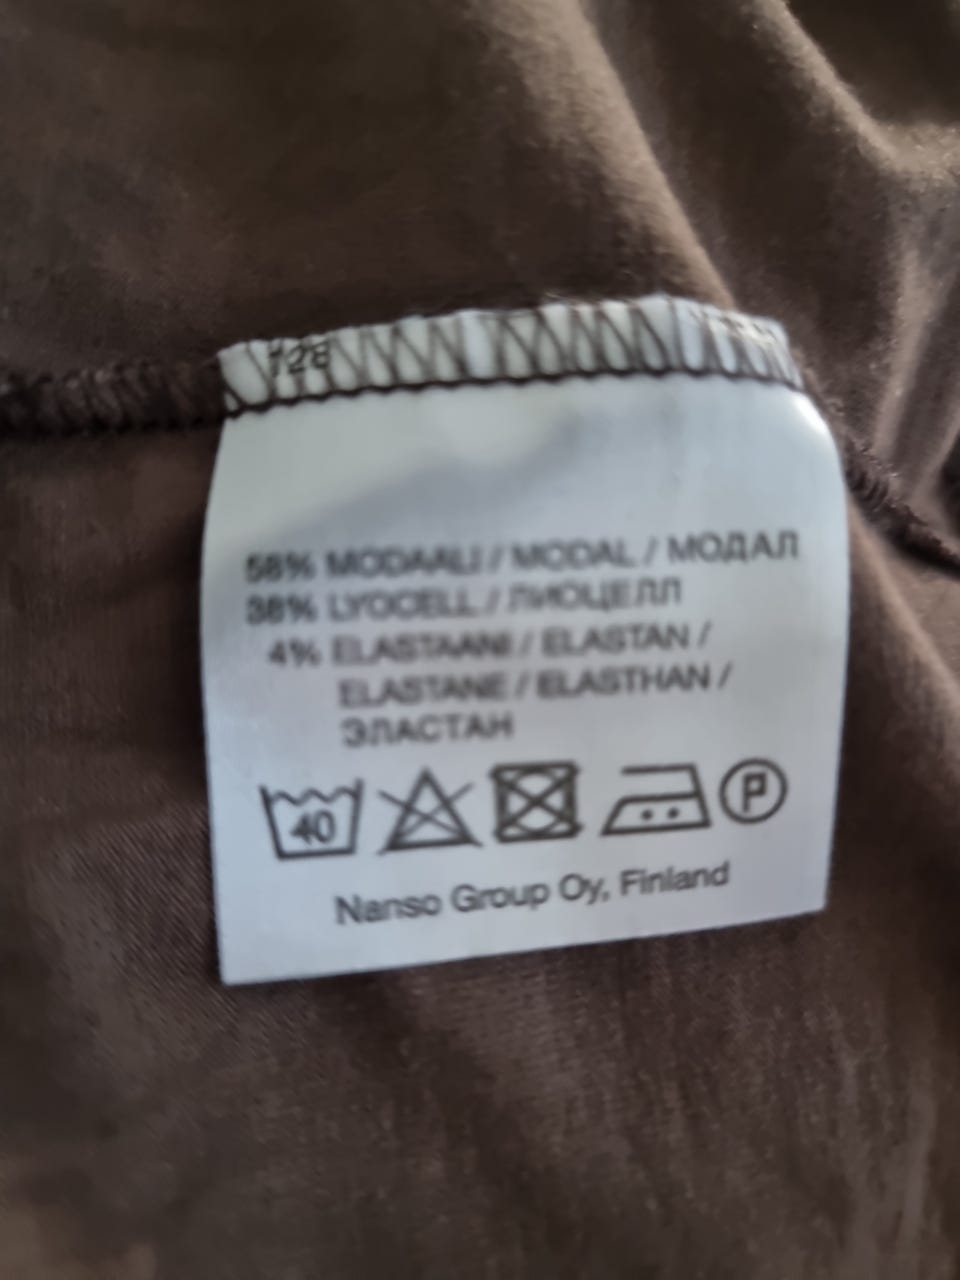 128
58% MODAALI / MODAL / МОДАЛ
38% LYOCELL / ЛИОЦЕЛЛ
4% ELASTAANI / ELASTAN /
ELASTANE / ELASTHAN /
ЭЛАСТАН
40 P
Nanso Group Oy, Finland